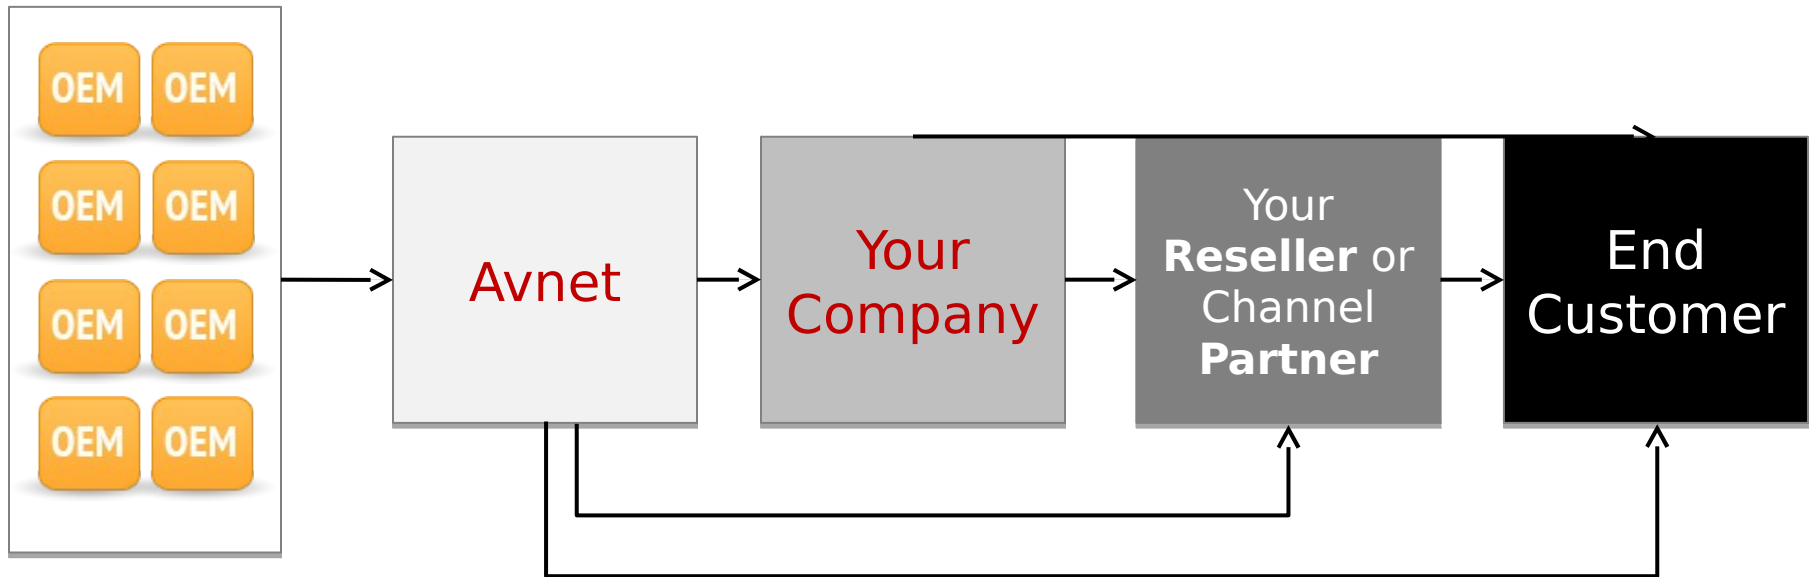 OEM OEM
OEM OEM
OEM OEM
OEM OEM
Avnet
Your
Company
Your
Reseller or
Channel
Partner
End
Customer